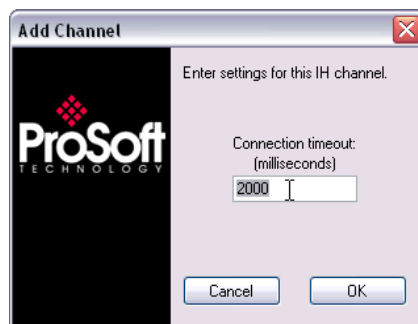 Add Channel
Enter settings for this IH channel.
ProSoft
TECHNOLOGY
Connection timeout:
(milliseconds)
2000
Cancel
OK